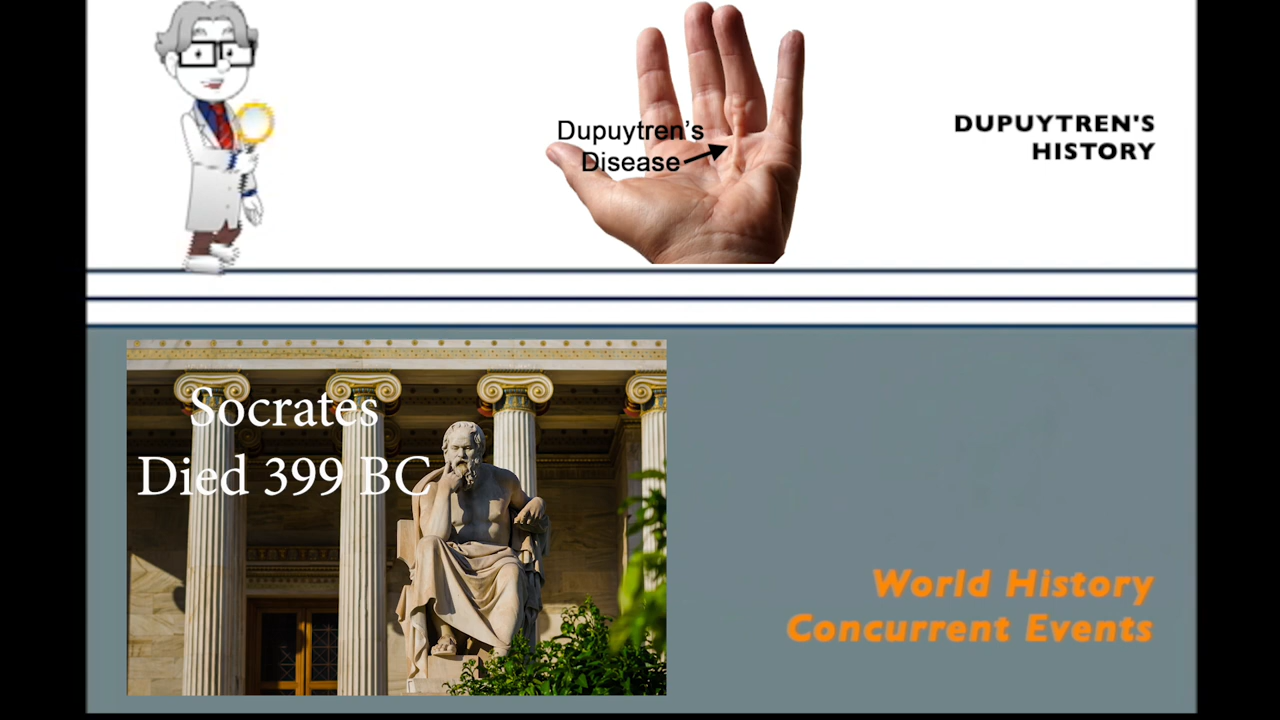 Dupuytren's
Disease
DUPUYTREN'S
HISTORY
Socrates
Died 399 BC
World History
Concurrent Events